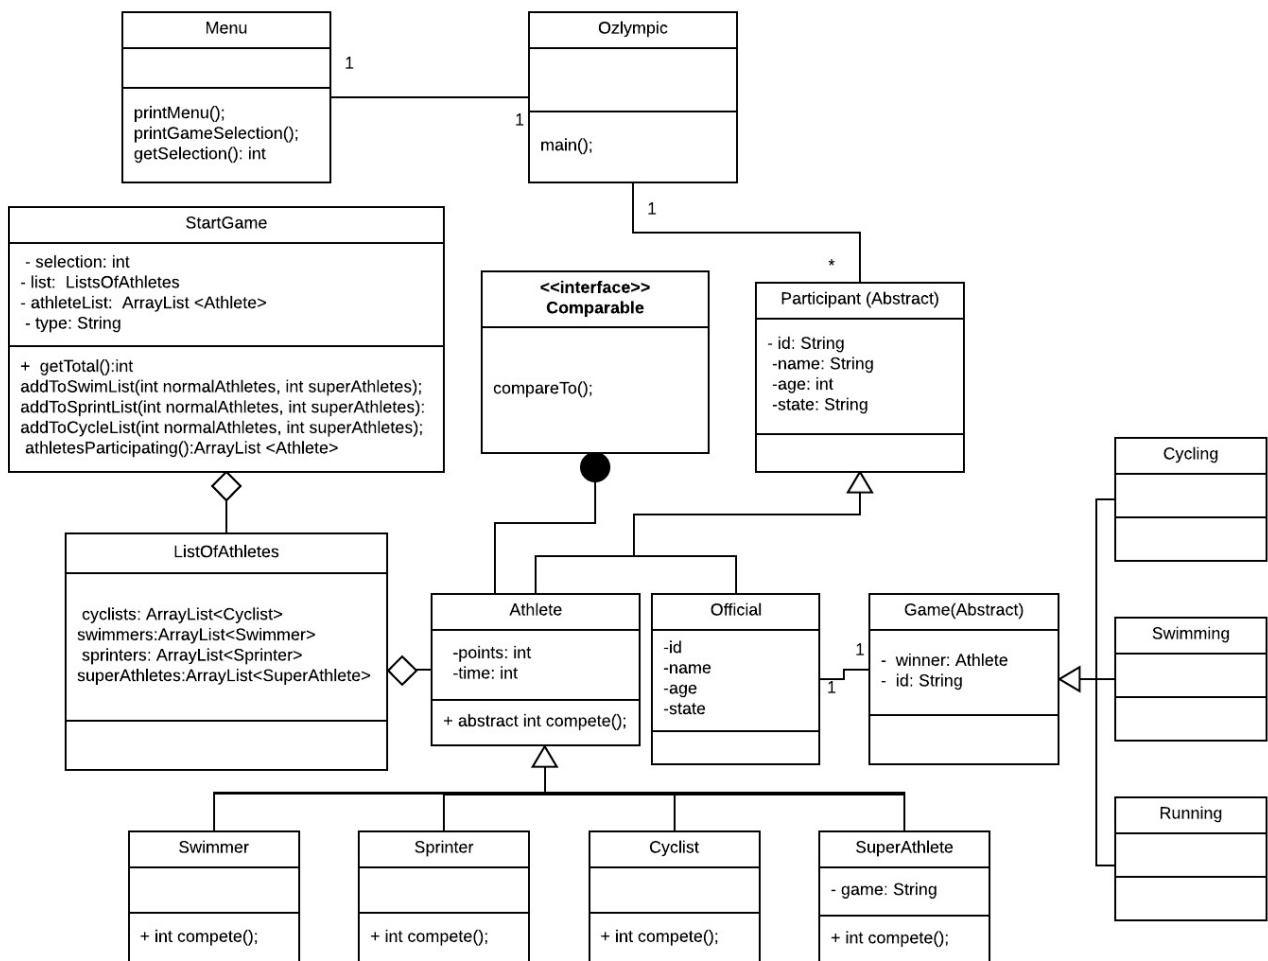 Menu
printMenu();
printGameSelection();
getSelection(): int
1
1
Ozlympic
main();
1
*
StartGame
- selection: int
- list:  ListsOfAthletes
- athleteList:  ArrayList <Athlete>
- type: String
+  getTotal():int
addToSwimList(int normalAthletes, int superAthletes);
addToSprintList(int normalAthletes, int superAthletes):
addToCycleList(int normalAthletes, int superAthletes);
athletesParticipating():ArrayList <Athlete>
<<interface>>
Comparable
compareTo();
Participant (Abstract)
- id: String
-name: String
-age: int
-state: String
ListOfAthletes
cyclists: ArrayList<Cyclist>
swimmers:ArrayList<Swimmer>
sprinters: ArrayList<Sprinter>
superAthletes:ArrayList<SuperAthlete>
Athlete
-points: int
-time: int
+ abstract int compete();
Official
-id
-name
-age
-state
1
1
Game(Abstract)
-  winner: Athlete
-  id: String
Cycling
Swimming
Running
Swimmer
+ int compete();
Sprinter
+ int compete();
Cyclist
+ int compete();
SuperAthlete
- game: String
+ int compete();